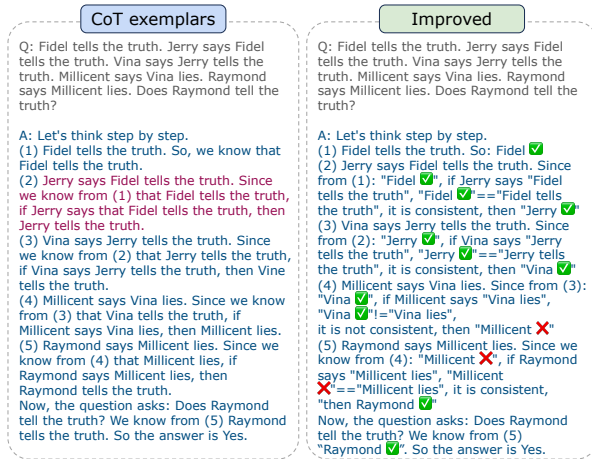 CoT exemplars
Q: Fidel tells the truth. Jerry says Fidel
tells the truth. Vina says Jerry tells the
truth. Millicent says Vina lies. Raymond
says Millicent lies. Does Raymond tell the
truth?
A: Let's think step by step.
(1) Fidel tells the truth. So, we know that
Fidel tells the truth.
(2) Jerry says Fidel tells the truth. Since
we know from (1) that Fidel tells the truth,
if Jerry says that Fidel tells the truth, then
Jerry tells the truth.
(3) Vina says Jerry tells the truth. Since
we know from (2) that Jerry tells the truth,
if Vina says Jerry tells the truth, then Vine
tells the truth.
(4) Millicent says Vina lies. Since we know
from (3) that Vina tells the truth, if
Millicent says Vina lies, then Millicent lies.
(5) Raymond says Millicent lies. Since we
know from (4) that Millicent lies, if
Raymond says Millicent lies, then
Raymond tells the truth.
Now, the question asks: Does Raymond
tell the truth? We know from (5) Raymond
tells the truth. So the answer is Yes.
Improved
Q: Fidel tells the truth. Jerry says Fidel
tells the truth. Vina says Jerry tells the
truth. Millicent says Vina lies. Raymond
says Millicent lies. Does Raymond tell the
truth?
A: Let's think step by step.
(1) Fidel tells the truth. So: Fidel ✅
(2) Jerry says Fidel tells the truth. Since
from (1): "Fidel ✅", if Jerry says "Fidel
tells the truth", "Fidel ✅"=="Fidel tells
the truth", it is consistent, then "Jerry ✅"
(3) Vina says Jerry tells the truth. Since
from (2): "Jerry ✅", if Vina says "Jerry
tells the truth", "Jerry ✅"=="Jerry tells
the truth", it is consistent, then "Vina ✅"
(4) Millicent says Vina lies. Since from (3):
"Vina ✅", if Millicent says "Vina lies",
"Vina ✅"!="Vina lies",
it is not consistent, then "Millicent ❌"
(5) Raymond says Millicent lies. Since we
know from (4): "Millicent ❌", if Raymond
says "Millicent lies", "Millicent
❌"=="Millicent lies", it is consistent,
"then Raymond ✅"
Now, the question asks: Does Raymond
tell the truth? We know from (5)
“Raymond ✅”. So the answer is Yes.